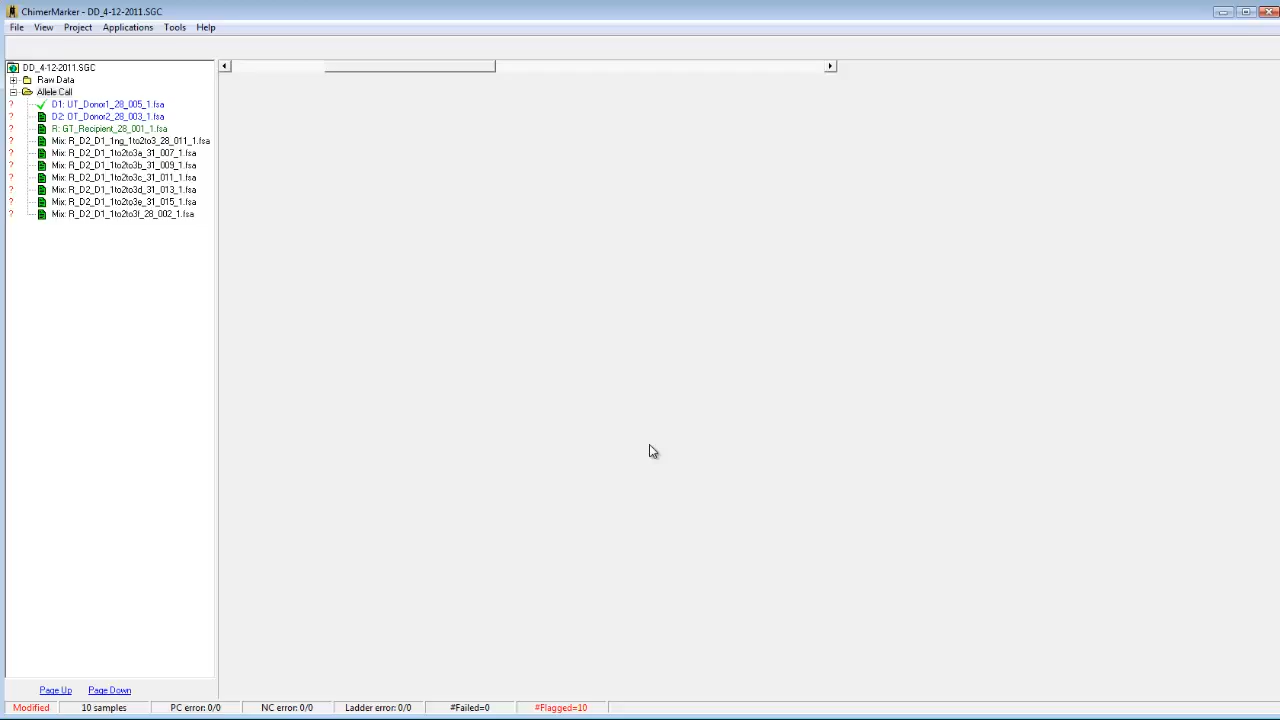 ChimerMarker - DD_4-12-2011.SGC
File View Project Applications Tools Help
DD_4-12-2011.SGC
Raw Data
Allele Call
? D1: UT_Donor1_28_005_1.fsa
? D2: OT_Donor2_28_003_1.fsa
? R: GT_Recipient_28_001_1.fsa
? Mix: R_D2_D1_1ng_1to2to3_28_011_1.fsa
? Mix: R_D2_D1_1to2to3a_31_007_1.fsa
? Mix: R_D2_D1_1to2to3b_31_009_1.fsa
? Mix: R_D2_D1_1to2to3c_31_011_1.fsa
? Mix: R_D2_D1_1to2to3d_31_013_1.fsa
? Mix: R_D2_D1_1to2to3e_31_015_1.fsa
? Mix: R_D2_D1_1to2to3f_28_002_1.fsa
Page Up Page Down
Modified 10 samples PC error: 0/0 NC error: 0/0 Ladder error: 0/0 #Failed=0 #Flagged=10